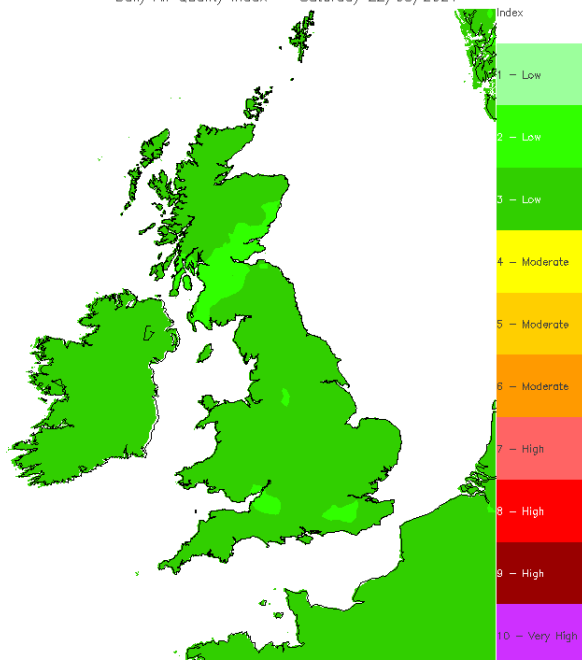 Index
1 – Low
2 – Low
3 – Low
4 – Moderate
5 – Moderate
6 – Moderate
7 – High
8 – High
9 – High
10 – Very High